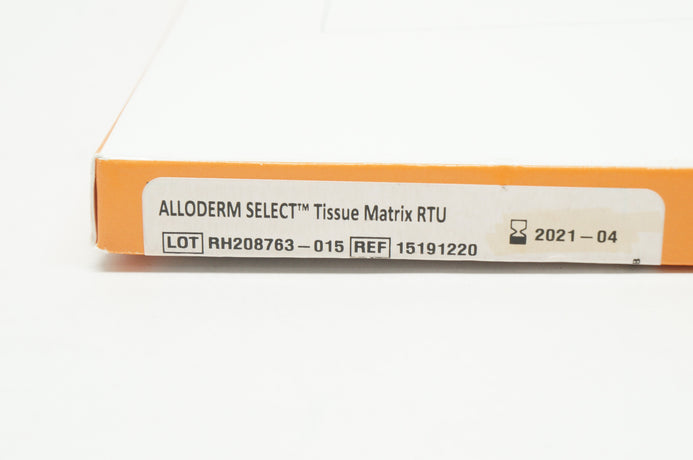 ALLODERM SELECT™ Tissue Matrix RTU
LOT RH208763-015 REF 15191220
2021-04